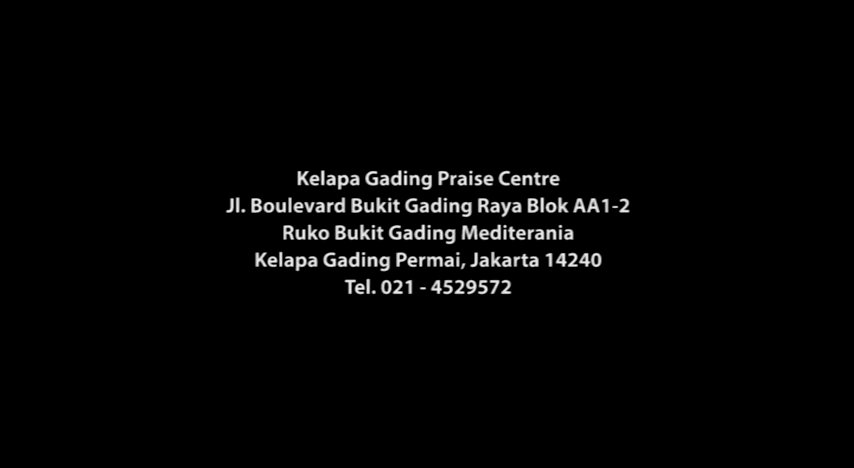 Kelapa Gading Praise Centre
Jl. Boulevard Bukit Gading Raya Blok AA1-2
Ruko Bukit Gading Mediterania
Kelapa Gading Permai, Jakarta 14240
Tel. 021 - 4529572